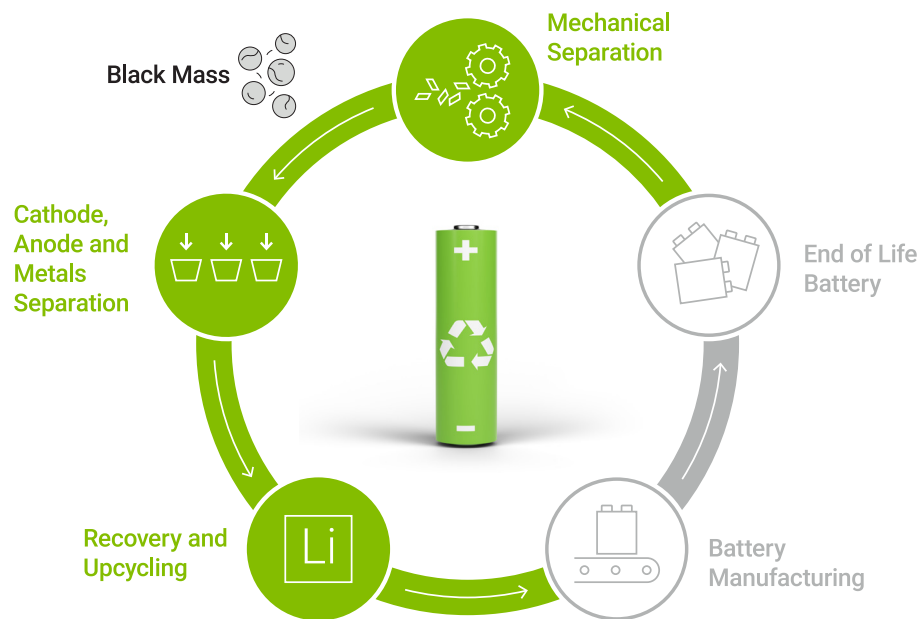 Mechanical
Separation
Black Mass
Cathode,
Anode and
Metals
Separation
End of Life
Battery
Recovery and
Upcycling
Li
Battery
Manufacturing